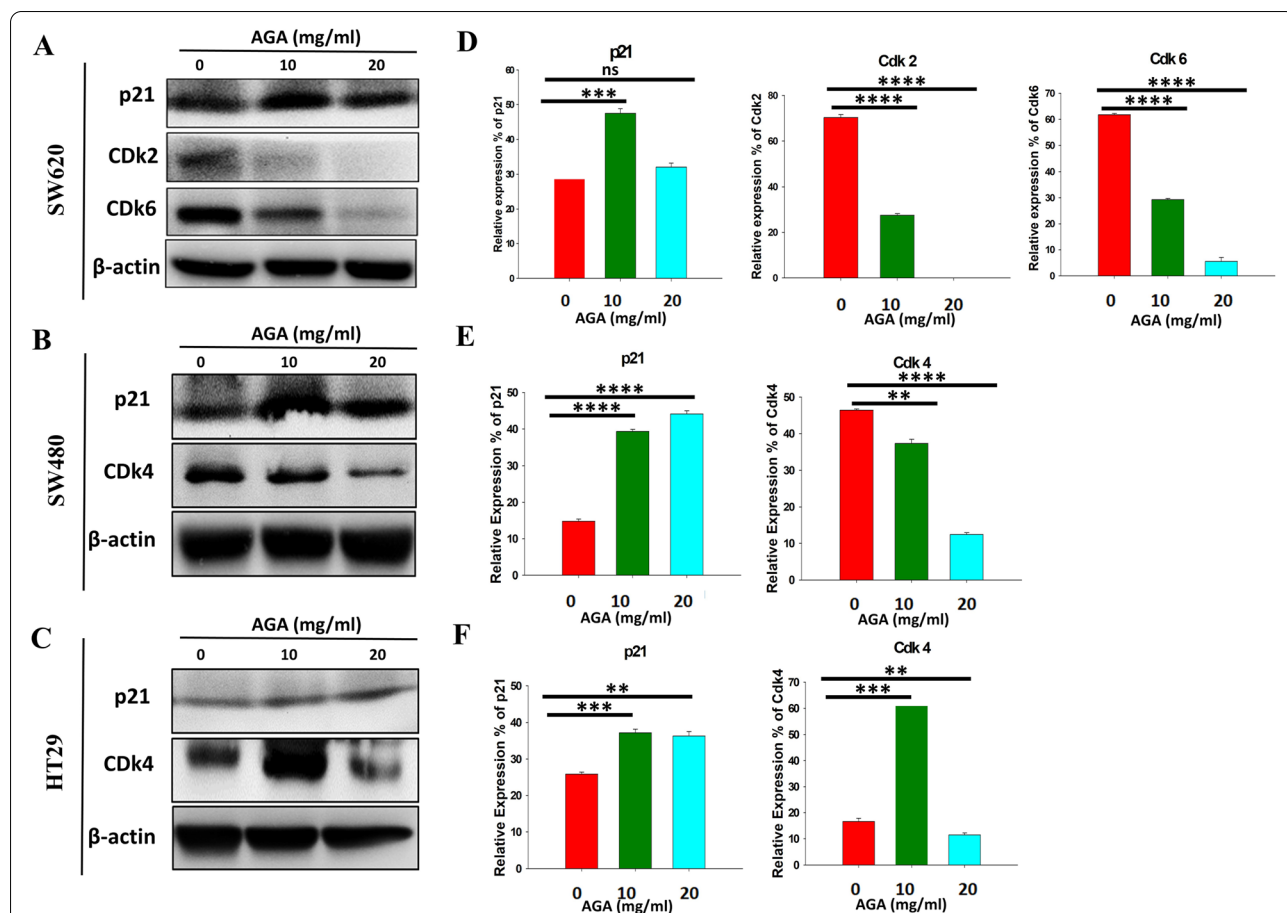 A
AGA (mg/ml)
0 10 20
SW620
p21
CDk2
CDk6
β-actin
B
AGA (mg/ml)
0 10 20
SW480
p21
CDk4
β-actin
C
AGA (mg/ml)
0 10 20
HT29
p21
CDk4
β-actin
D
p21
ns
***
Relative expression % of p21
60
50
40
30
20
10
0
0 10 20
AGA (mg/ml)
Cdk 2
****
****
Relative expression % of Cdk2
80
60
40
20
0
0 10 20
AGA (mg/ml)
Cdk 6
****
****
Relative expression % of Cdk6
70
60
50
40
30
20
10
0
0 10 20
AGA (mg/ml)
E
p21
****
****
Relative Expression % of p21
50
40
30
20
10
0
0 10 20
AGA (mg/ml)
Cdk 4
****
**
Relative Expression % of Cdk4
50
40
30
20
10
0
0 10 20
AGA (mg/ml)
F
p21
**
***
Relative Expression % of p21
50
40
30
20
10
0
0 10 20
AGA (mg/ml)
Cdk 4
**
***
Relative Expression % of Cdk4
70
60
50
40
30
20
10
0
0 10 20
AGA (mg/ml)